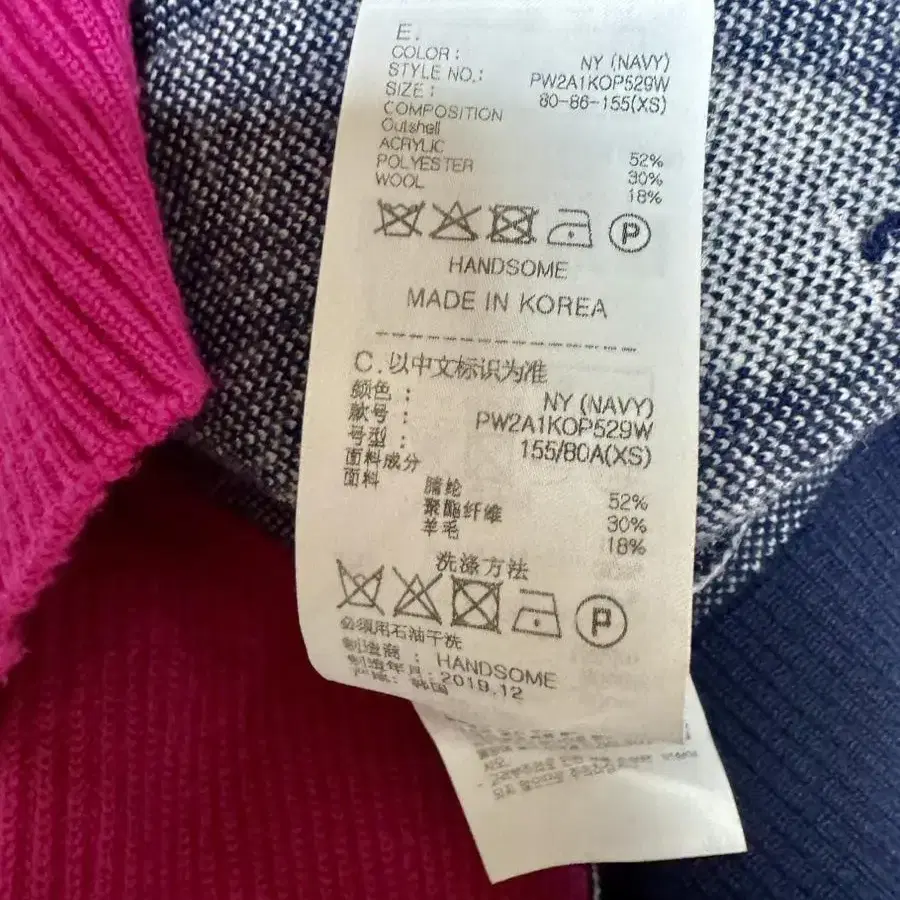 E.
COLOR : NY (NAVY)
STYLE NO.: PW2A1KOP529W
SIZE : 80-86-155(XS)
COMPOSITION
Outshell
ACRYLIC 52%
POLYESTER 30%
WOOL 18%
P
HANDSOME
MADE IN KOREA
C.以中文标识为准
颜色 : NY (NAVY)
款号 : PW2A1KOP529W
号型 : 155/80A(XS)
面料成分
面料
腈纶 52%
聚酯纤维 30%
羊毛 18%
洗涤方法
P
必须用石油干洗
制造商 : HANDSOME
制造年月: 2019.12
产地: 韩国